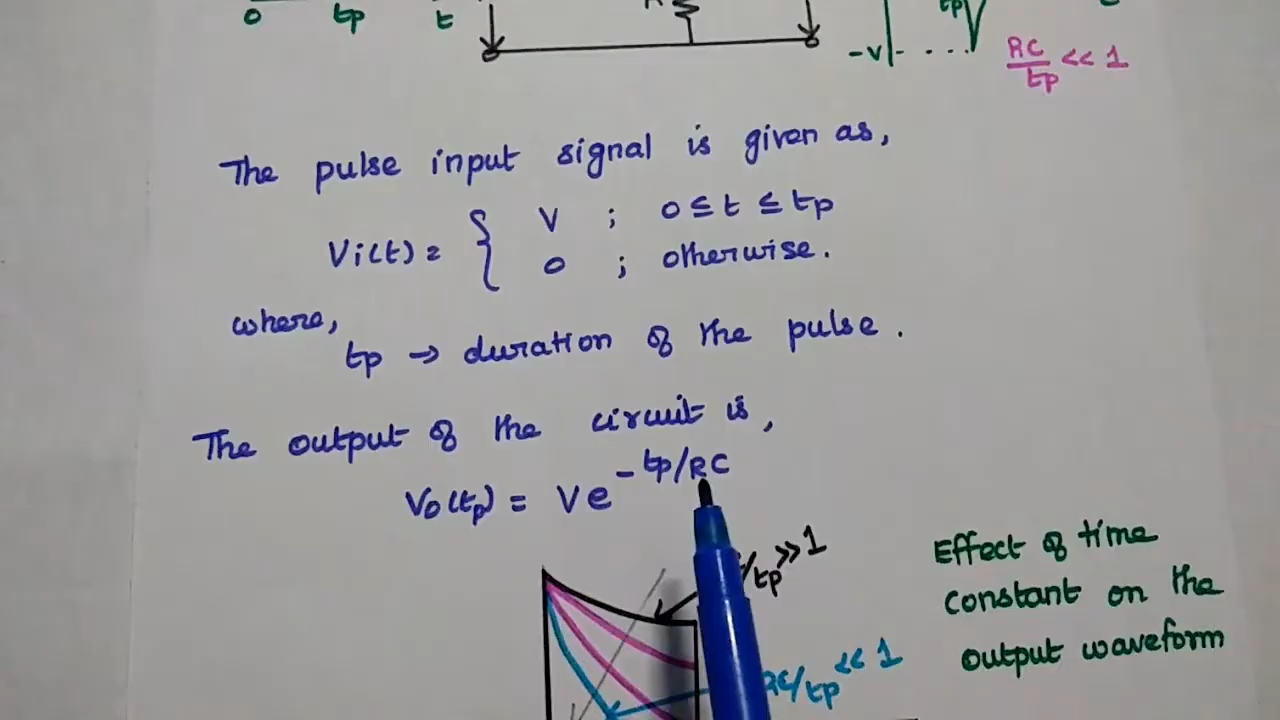 0 tp t
R
tp
-V
RC/tp << 1
The pulse input signal is given as,
Vi(t) = { V ; 0 ≤ t ≤ tp
0 ; otherwise.
where,
tp → duration of the pulse.
The output of the circuit is,
Vo(tp) = Ve^-tp/RC
/tp >> 1
Effect of time
constant on the
output waveform
RC/tp << 1